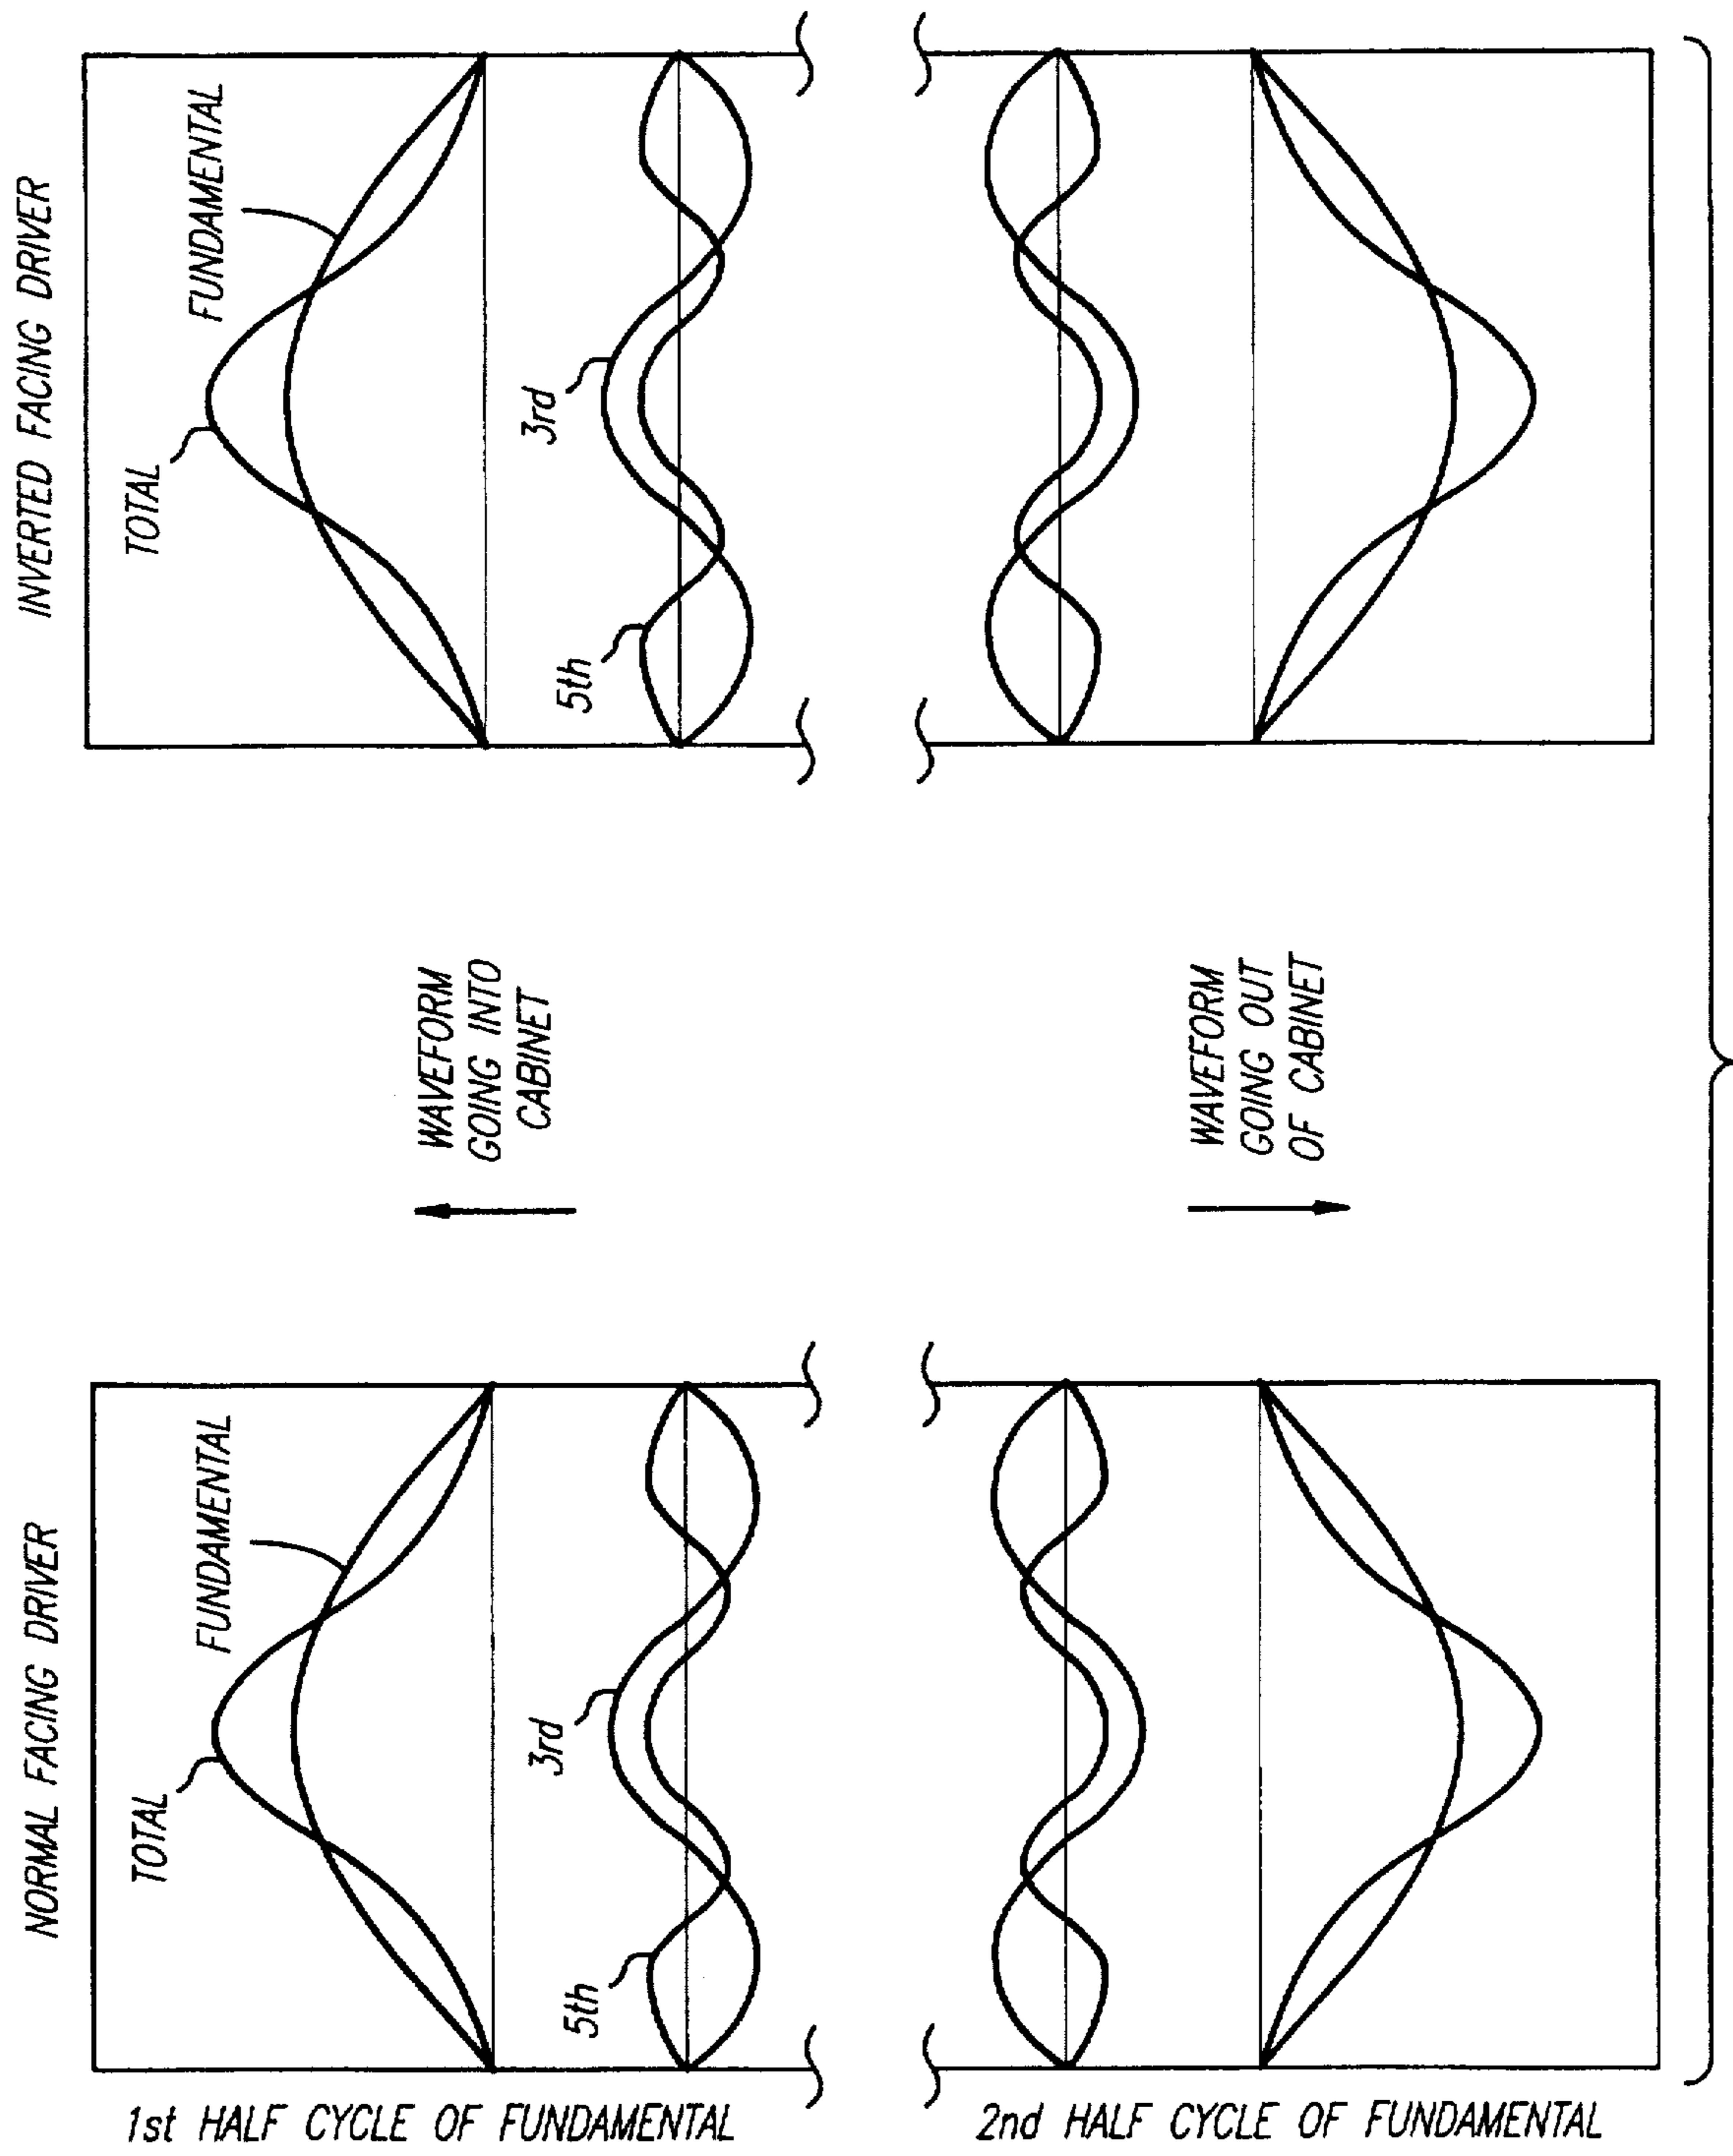 INVERTED FACING DRIVER
TOTAL
FUNDAMENTAL
5th
3rd
WAVEFORM
GOING INTO
CABINET
WAVEFORM
GOING OUT
OF CABINET
NORMAL FACING DRIVER
TOTAL
FUNDAMENTAL
5th
3rd
1st HALF CYCLE OF FUNDAMENTAL
2nd HALF CYCLE OF FUNDAMENTAL